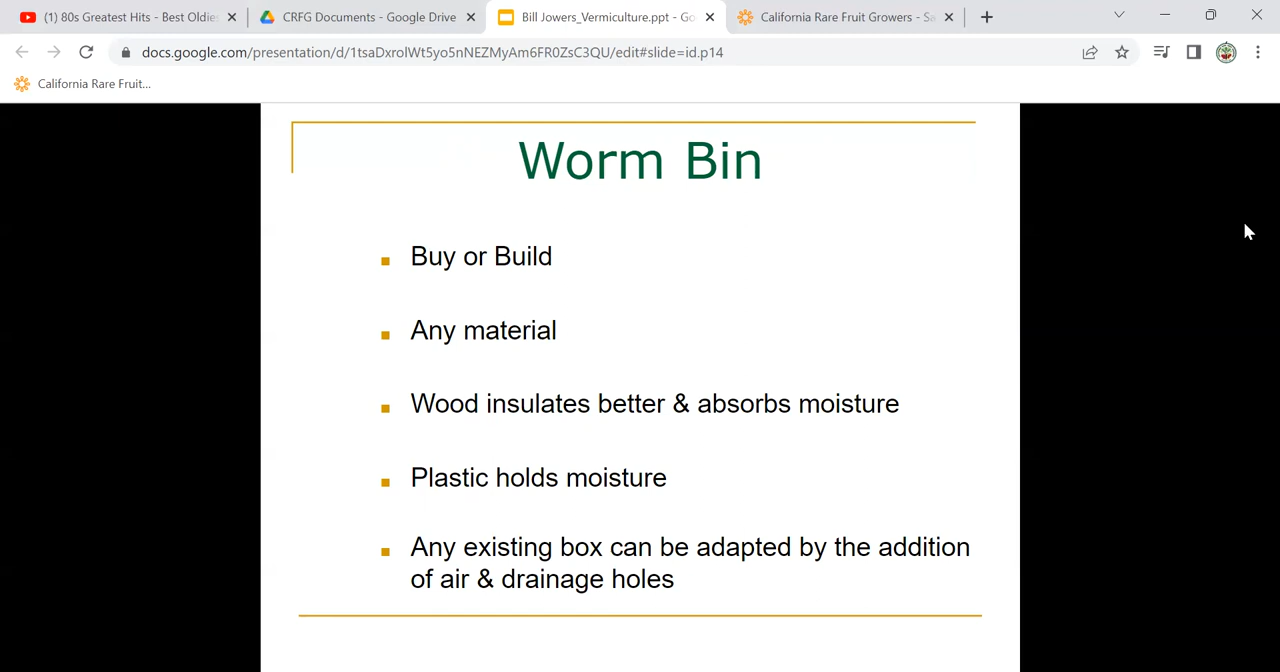 (1) 80s Greatest Hits - Best Oldie
CRFG Documents - Google Drive
Bill Jowers_Vermiculture.ppt - Go
California Rare Fruit Growers - Sa
docs.google.com/presentation/d/1tsaDxrolWt5yo5nNEZMyAm6FR0ZsC3QU/edit#slide=id.p14
California Rare Fruit...
Worm Bin
Buy or Build
Any material
Wood insulates better & absorbs moisture
Plastic holds moisture
Any existing box can be adapted by the addition
of air & drainage holes